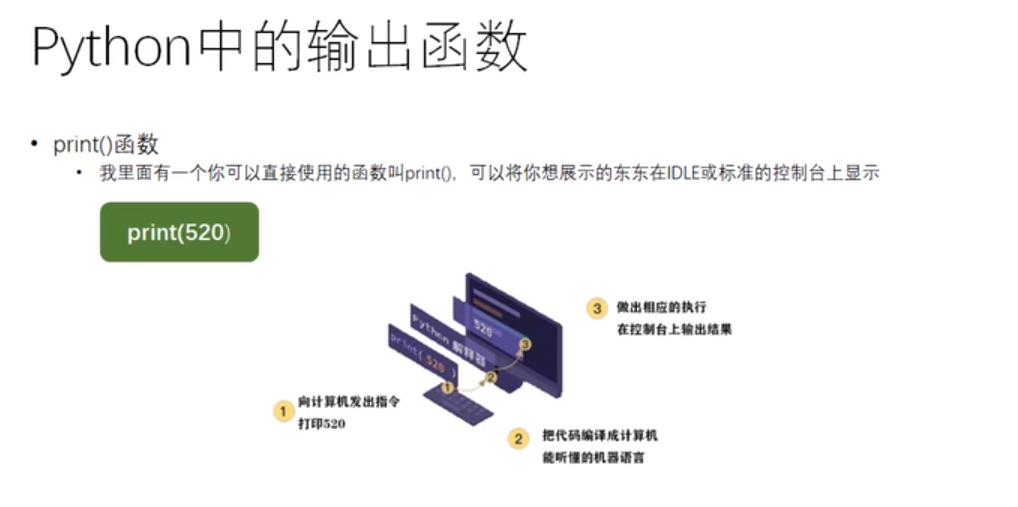 Python中的输出函数
• print()函数
• 我里面有一个你可以直接使用的函数叫print(),可以将你想展示的东东在IDLE或标准的控制台上显示
print(520)
3 做出相应的执行
在控制台上输出结果
520
3
Python 解释器
print( 520 )
2
1
1 向计算机发出指令
打印520
2 把代码编译成计算机
能听懂的机器语言